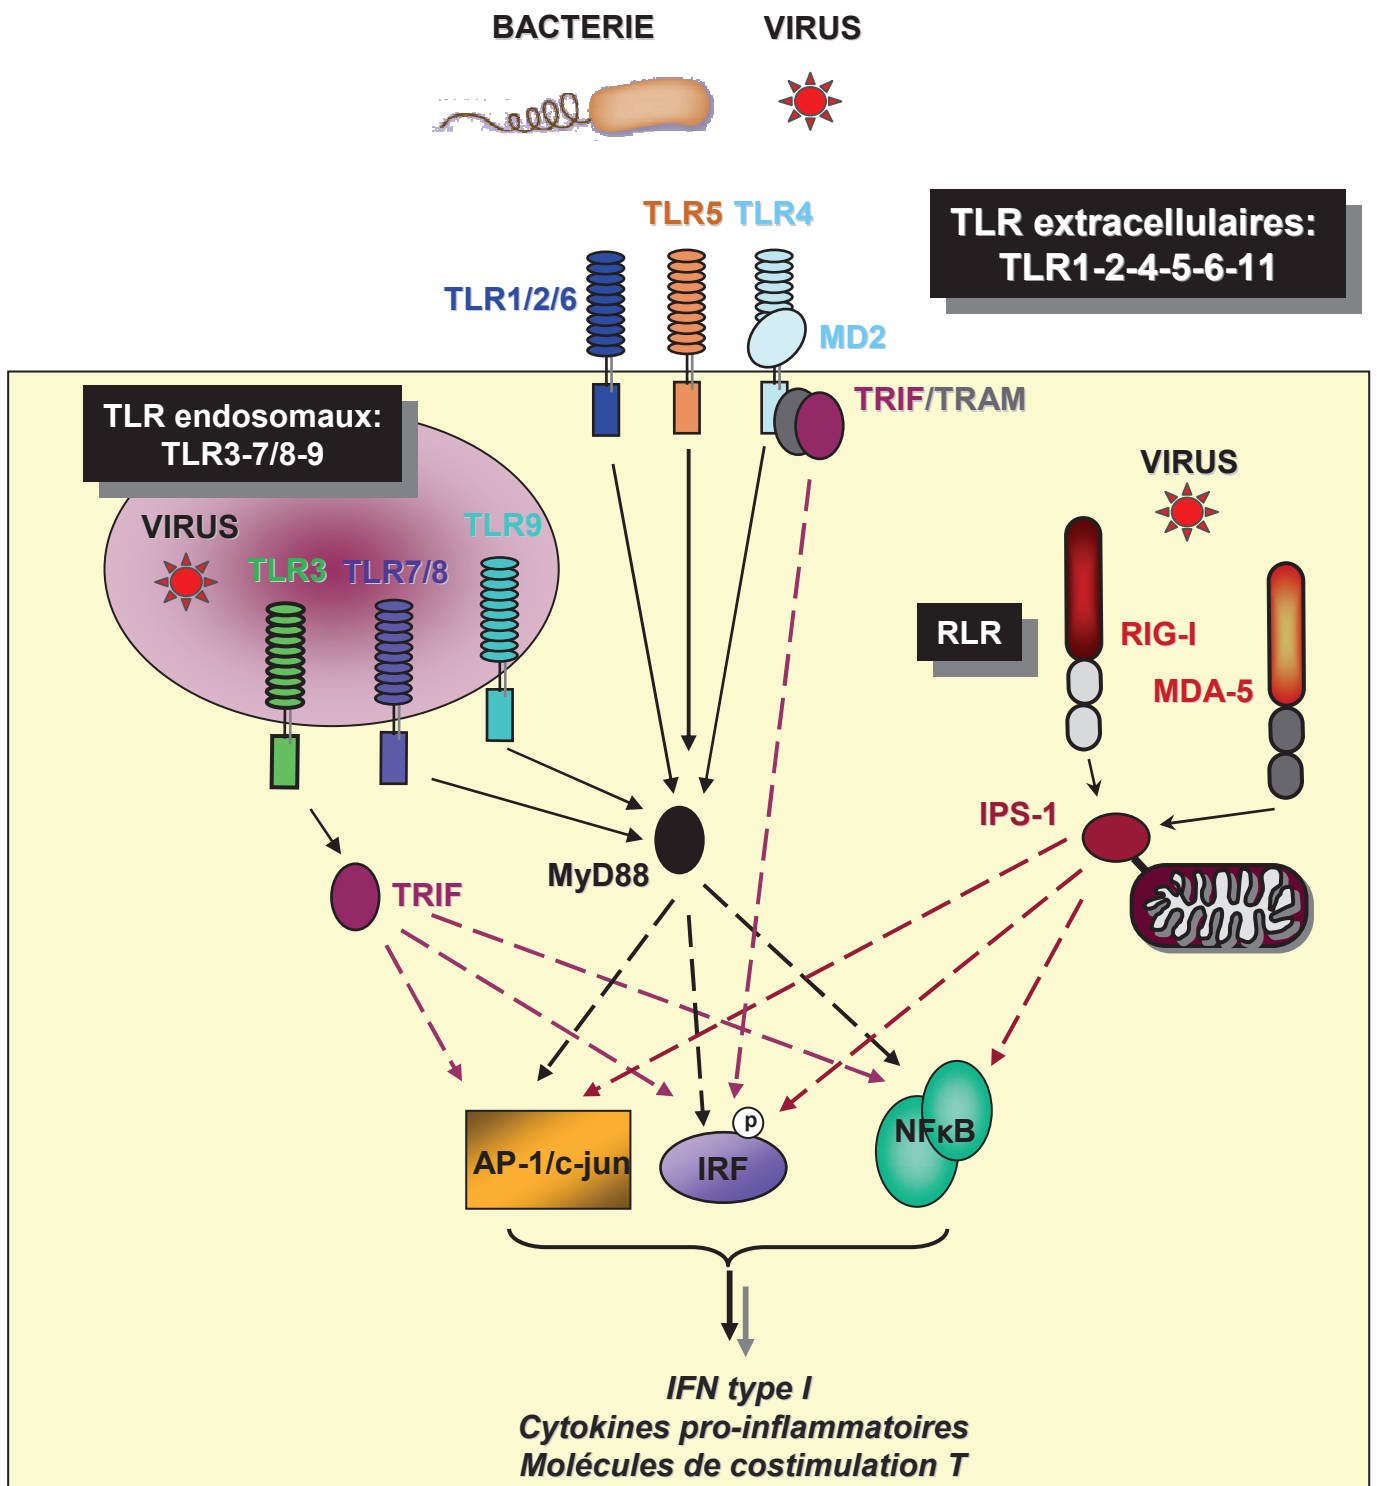 BACTERIE
VIRUS
TLR5
TLR4
TLR extracellulaires:
TLR1-2-4-5-6-11
TLR1/2/6
MD2
TLR endosomaux:
TLR3-7/8-9
TRIF/TRAM
VIRUS
VIRUS
TLR9
TLR3
TLR7/8
RLR
RIG-I
MDA-5
IPS-1
MyD88
TRIF
P
AP-1/c-jun
IRF
NFκB
IFN type I
Cytokines pro-inflammatoires
Molécules de costimulation T